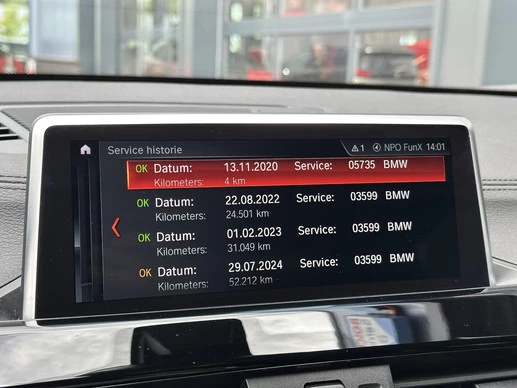 Service historie ⚠1 NPO FunX 14:01
OK Datum: 13.11.2020 Service: 05735 BMW
Kilometers: 4 km
OK Datum: 22.08.2022 Service: 03599 BMW
Kilometers: 24.501 km
OK Datum: 01.02.2023 Service: 03599 BMW
Kilometers: 31.049 km
OK Datum: 29.07.2024 Service: 03599 BMW
Kilometers: 52.212 km